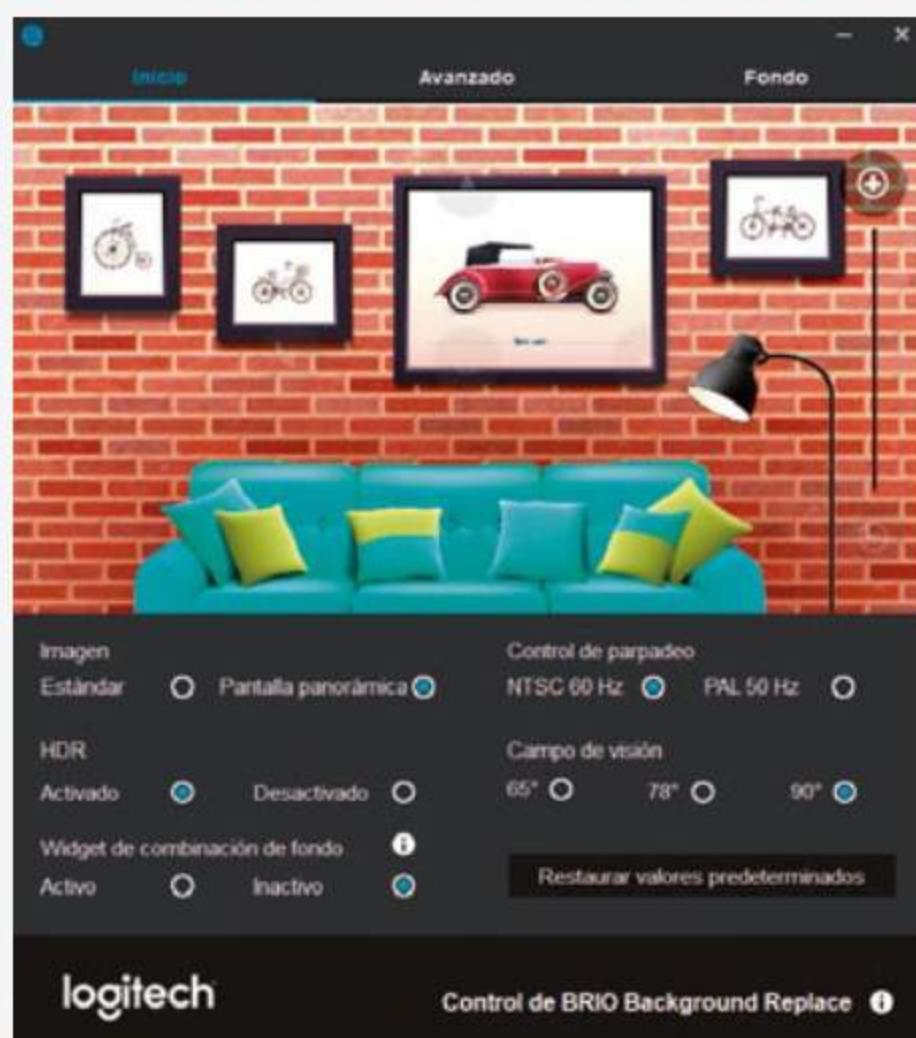 Inicio Avanzado Fondo
Imagen
Estándar Pantalla panorámica
HDR
Activado Desactivado
Widget de combinación de fondo
Activo Inactivo
Control de parpadeo
NTSC 60 Hz PAL 50 Hz
Campo de visión
65° 78° 90°
Restaurar valores predeterminados
logitech
Control de BRIO Background Replace